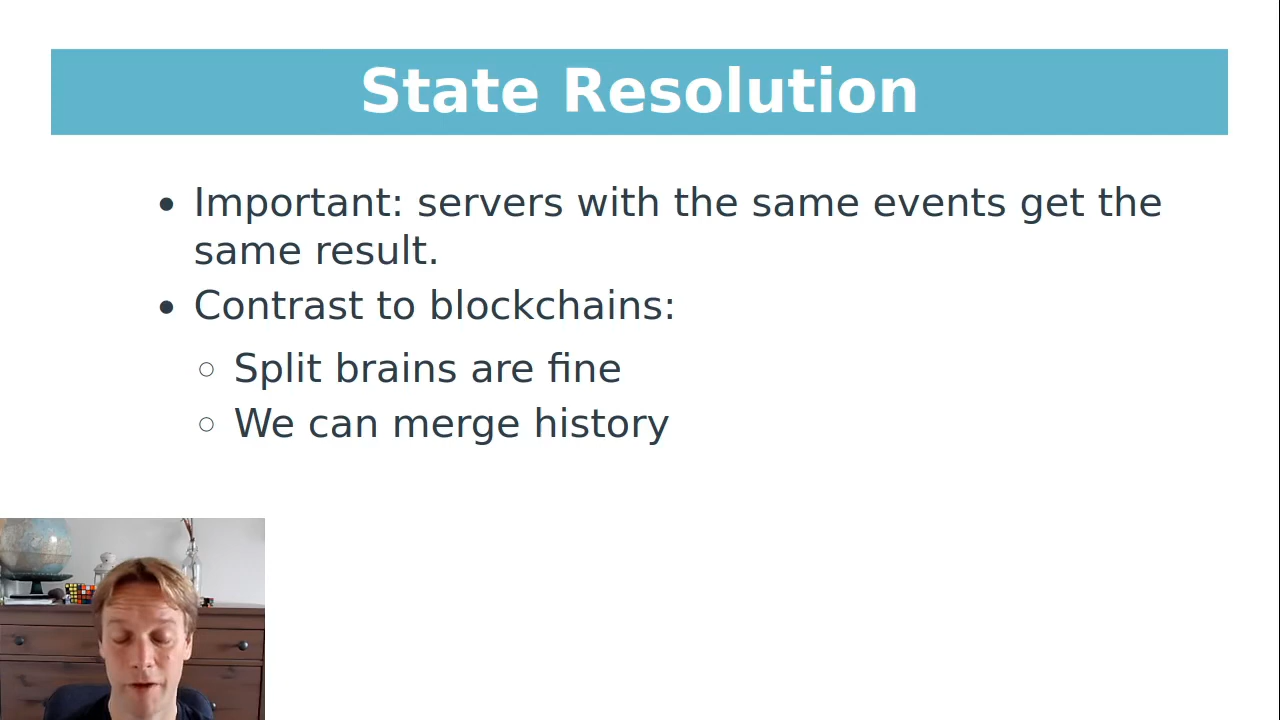 State Resolution
Important: servers with the same events get the
same result.
Contrast to blockchains:
Split brains are fine
We can merge history